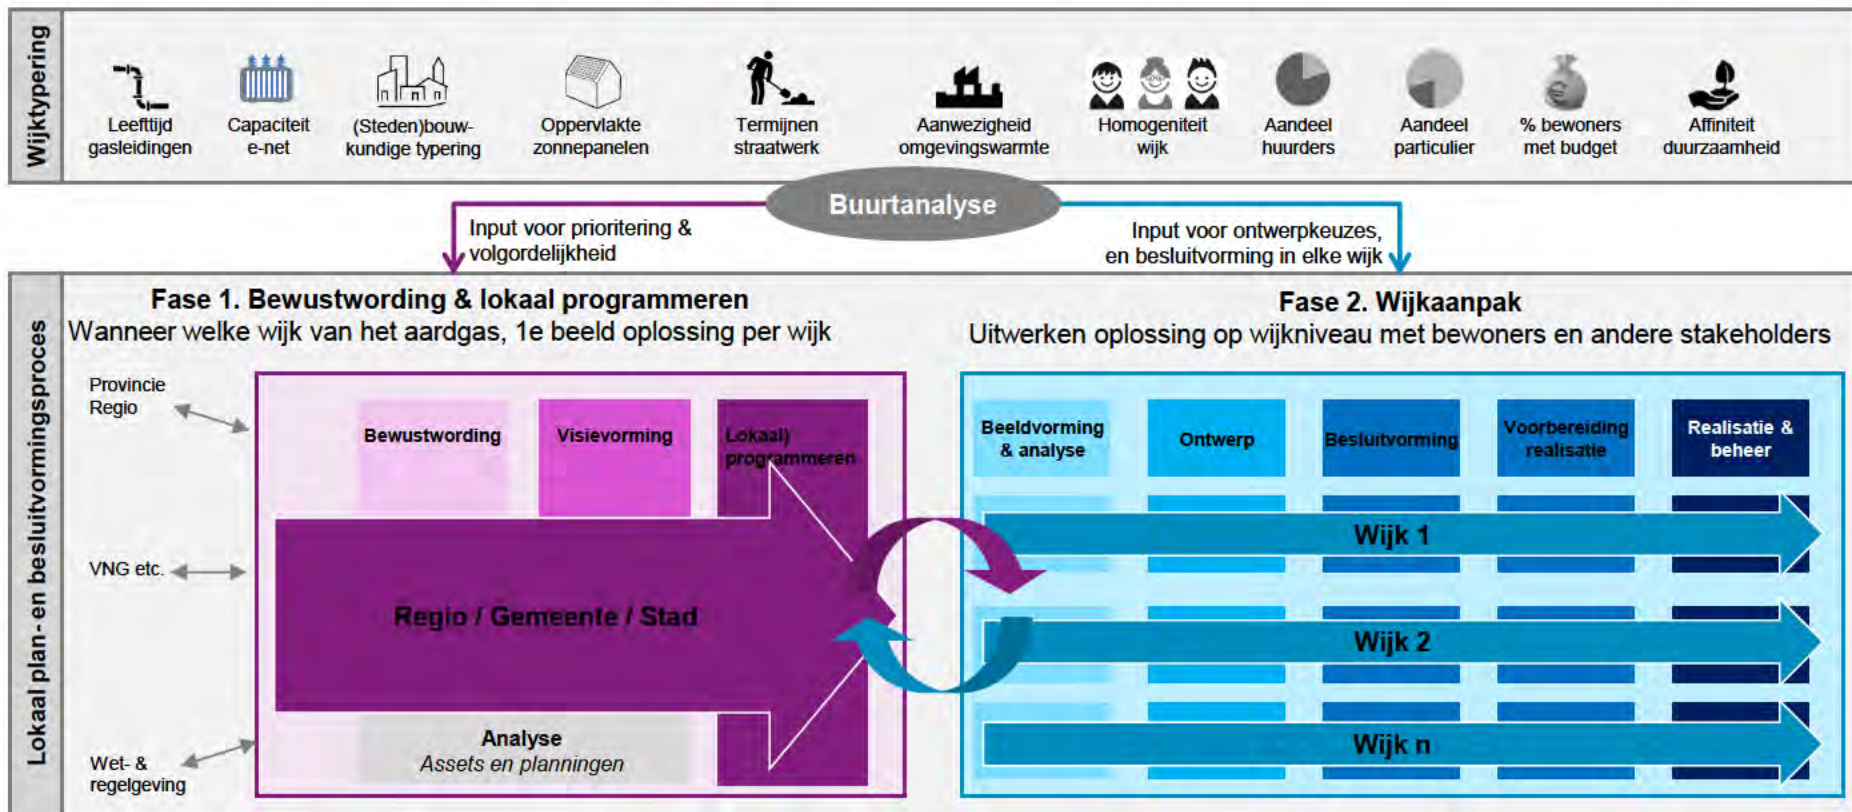 Wijktypering
Leefttijd
gasleidingen
Capaciteit
e-net
(Steden)bouw-
kundige typering
Oppervlakte
zonnepanelen
Termijnen
straatwerk
Aanwezigheid
omgevingswarmte
Homogeniteit
wijk
Aandeel
huurders
Aandeel
particulier
% bewoners
met budget
Affiniteit
duurzaamheid
Buurtanalyse
Input voor prioritering &
volgordelijkheid
Input voor ontwerpkeuzes,
en besluitvorming in elke wijk
Lokaal plan- en besluitvormingsproces
Fase 1. Bewustwording & lokaal programmeren
Wanneer welke wijk van het aardgas, 1e beeld oplossing per wijk
Provincie
Regio
VNG etc.
Wet- &
regelgeving
Bewustwording
Visievorming
Lokaal)
programmeren
Regio / Gemeente / Stad
Analyse
Assets en planningen
Fase 2. Wijkaanpak
Uitwerken oplossing op wijkniveau met bewoners en andere stakeholders
Beeldvorming
& analyse
Ontwerp
Besluitvorming
Voorbereiding
realisatie
Realisatie &
beheer
Wijk 1
Wijk 2
Wijk n